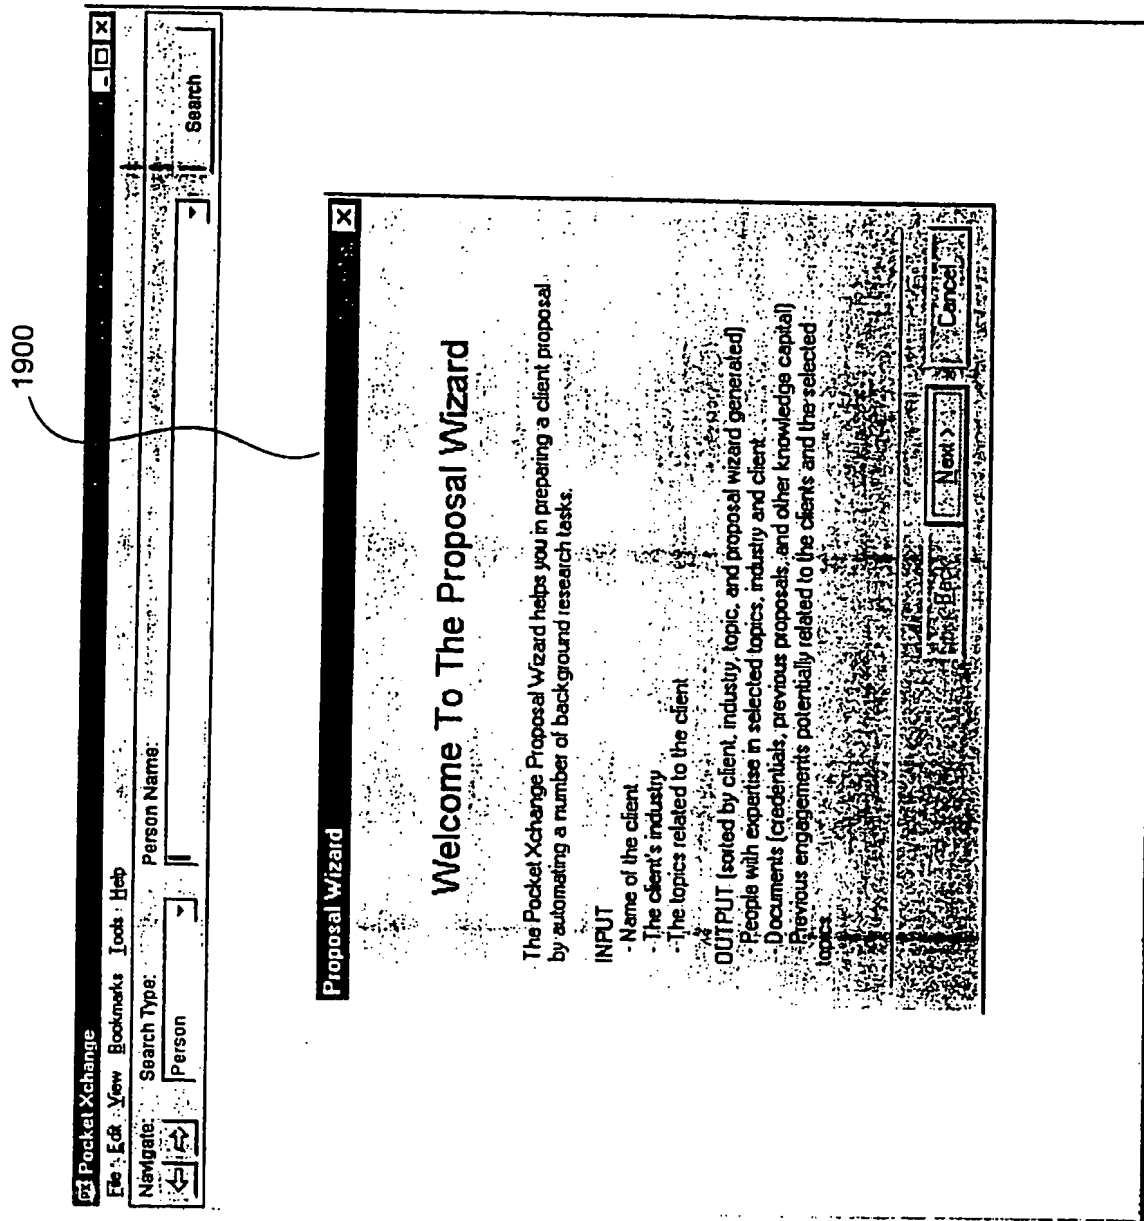 1900
PX Pocket Xchange
File Edit View Bookmarks Tools Help
Navigate: Search Type: Person Name:
Person
Search
Proposal Wizard
Welcome To The Proposal Wizard
The Pocket Xchange Proposal Wizard helps you in preparing a client proposal
by automating a number of background research tasks.
INPUT
- Name of the client
- The client's industry
- The topics related to the client
OUTPUT (sorted by client, industry, topic, and proposal wizard generated)
- People with expertise in selected topics, industry and client
- Documents (credentials, previous proposals, and other knowledge capital)
- Previous engagements potentially related to the clients and the selected
topics.
< Back Next > Cancel